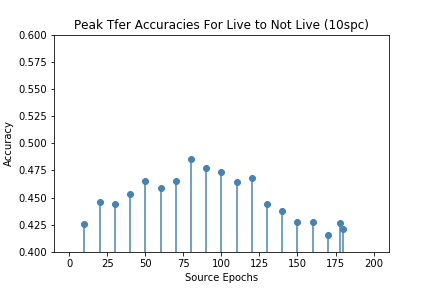 Peak Tfer Accuracies For Live to Not Live (10spc)
0.600
0.575
0.550
0.525
0.500
0.475
0.450
0.425
0.400
Accuracy
0 25 50 75 100 125 150 175 200
Source Epochs